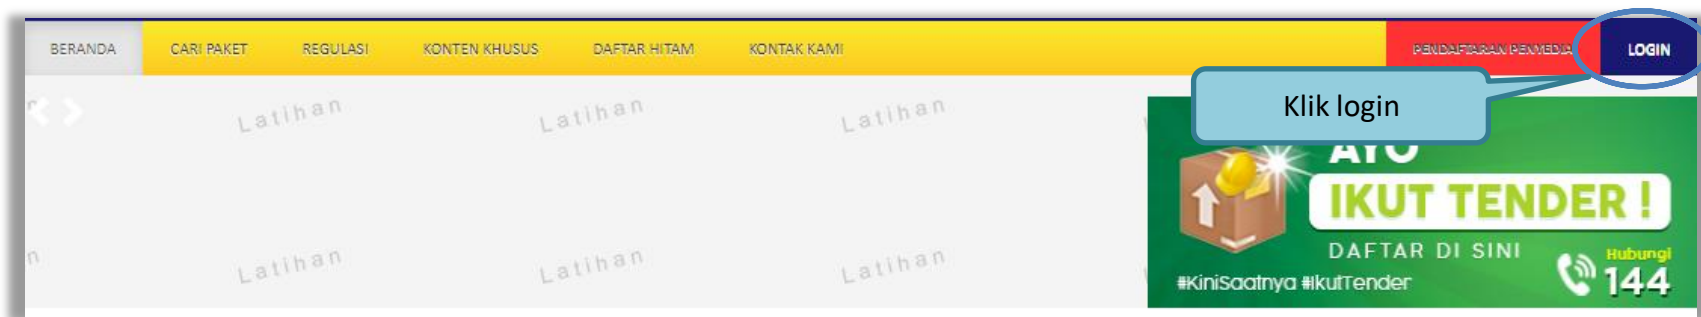 BERANDA CARI PAKET REGULASI KONTEN KHUSUS DAFTAR HITAM KONTAK KAMI PENDAFTARAN PENYEDIA LOGIN
Klik login
Latihan Latihan Latihan
AYO
IKUT TENDER !
DAFTAR DI SINI
Hubungi
#KiniSaatnya #IkutTender 144
Latihan Latihan Latihan